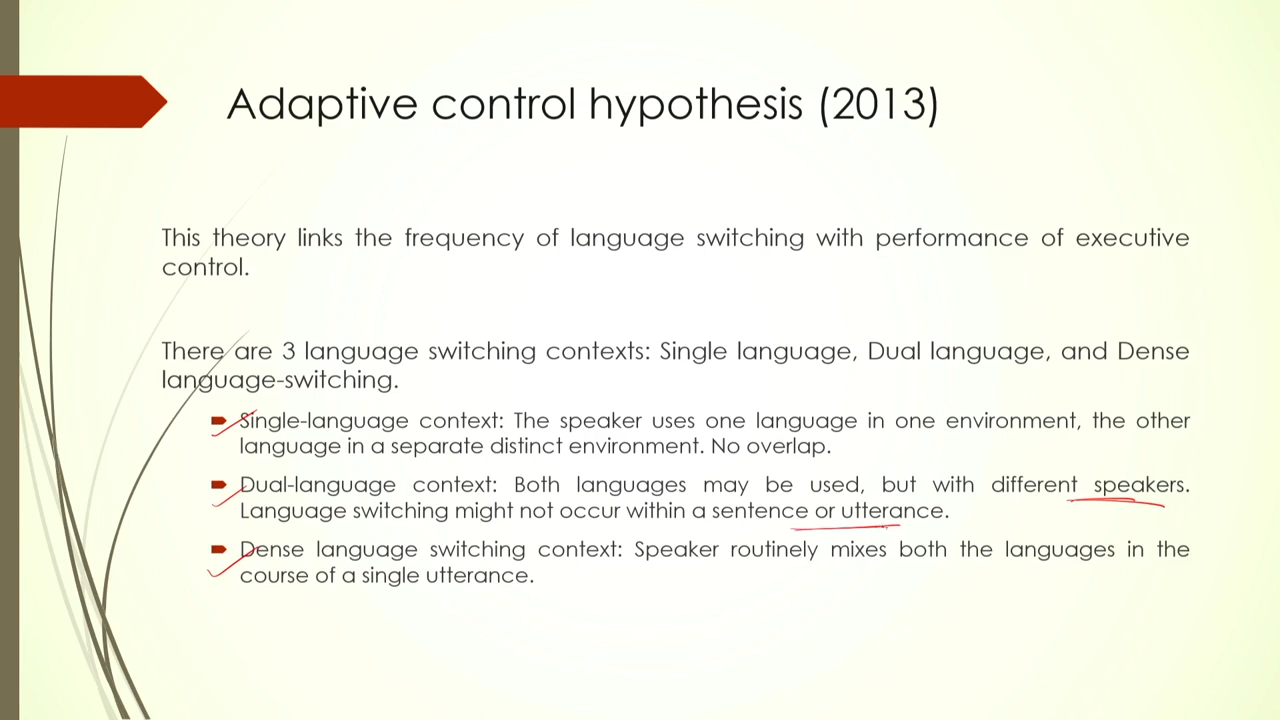 Adaptive control hypothesis (2013)
This theory links the frequency of language switching with performance of executive
control.
There are 3 language switching contexts: Single language, Dual language, and Dense
language-switching.
Single-language context: The speaker uses one language in one environment, the other
language in a separate distinct environment. No overlap.
Dual-language context: Both languages may be used, but with different speakers.
Language switching might not occur within a sentence or utterance.
Dense language switching context: Speaker routinely mixes both the languages in the
course of a single utterance.